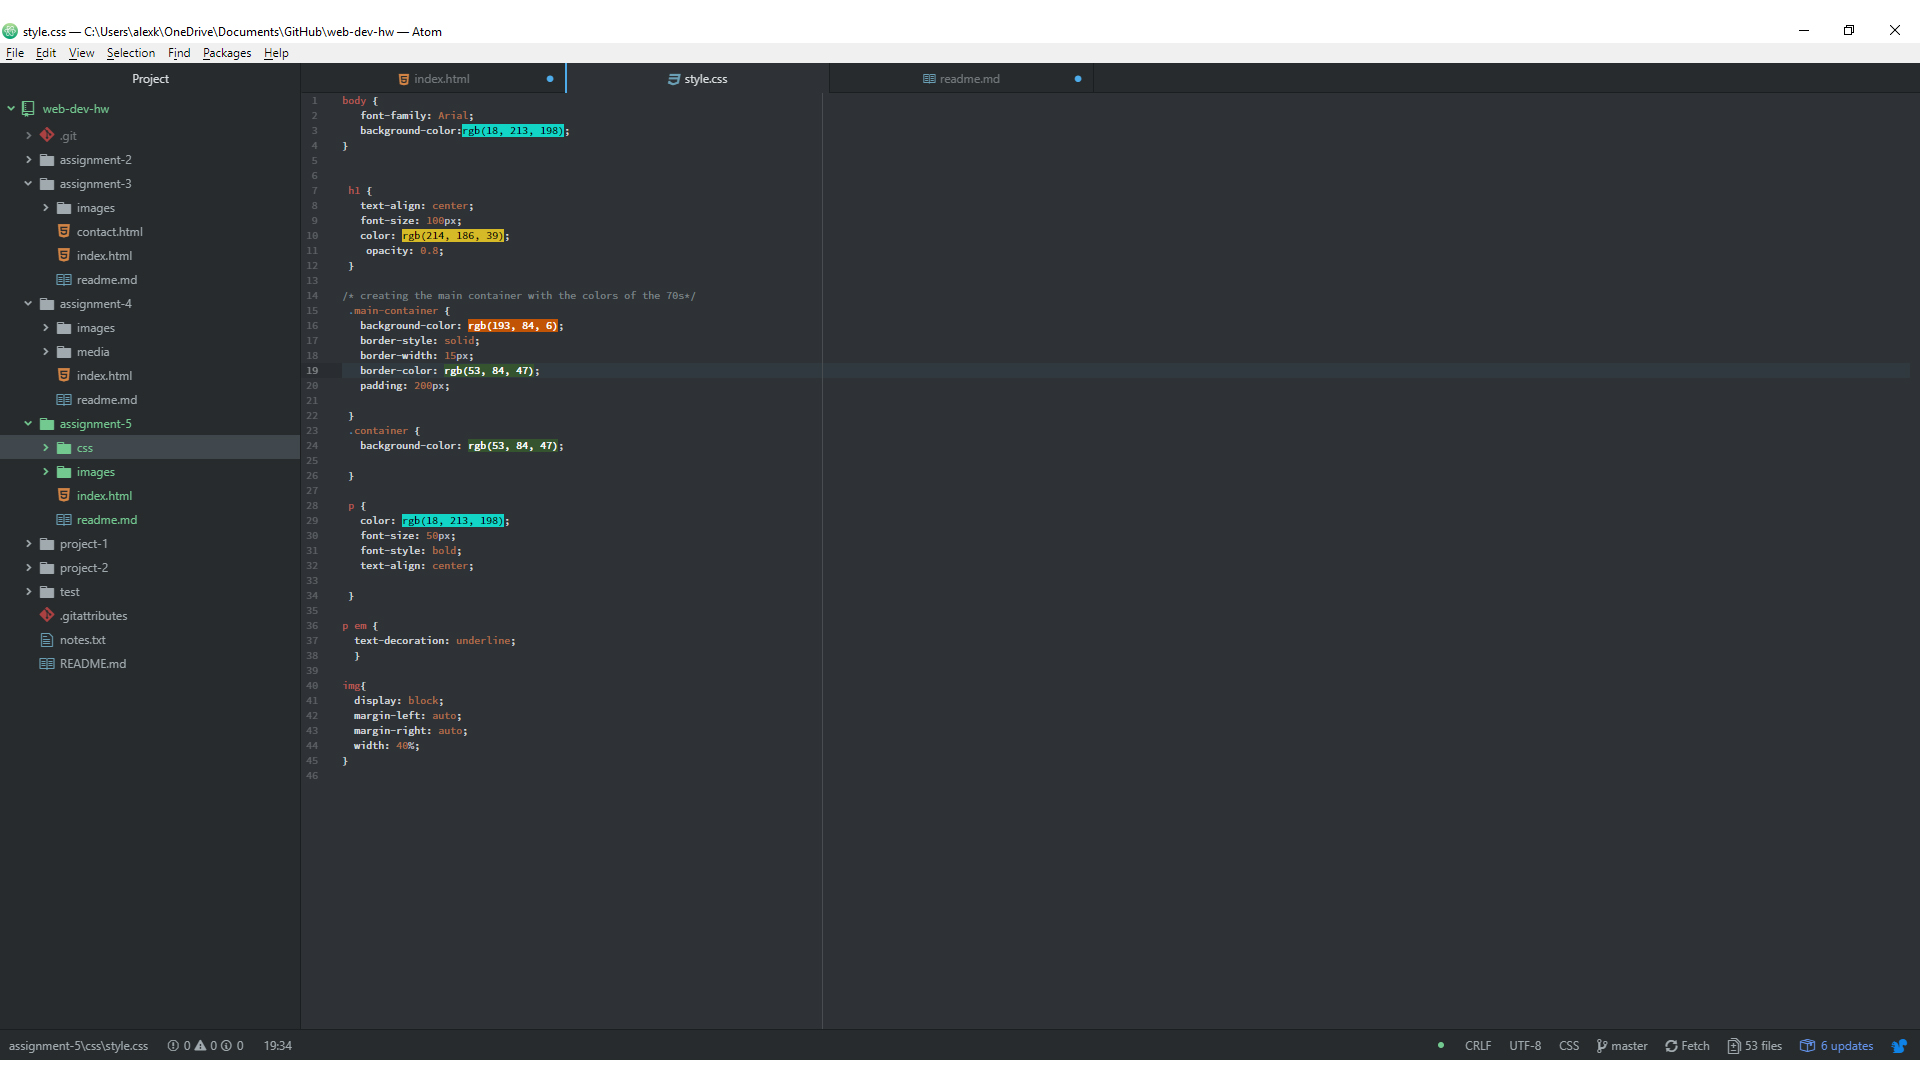 style.css — C:\Users\alexk\OneDrive\Documents\GitHub\web-dev-hw — Atom
File Edit View Selection Find Packages Help
Project
web-dev-hw
.git
assignment-2
assignment-3
images
contact.html
index.html
readme.md
assignment-4
images
media
index.html
readme.md
assignment-5
css
images
index.html
readme.md
project-1
project-2
test
.gitattributes
notes.txt
README.md
index.html
style.css
readme.md
1 body {
2 font-family: Arial;
3 background-color:rgb(18, 213, 198);
4 }
5
6
7 h1 {
8 text-align: center;
9 font-size: 100px;
10 color: rgb(214, 186, 39);
11 opacity: 0.8;
12 }
13
14 /* creating the main container with the colors of the 70s*/
15 .main-container {
16 background-color: rgb(193, 84, 6);
17 border-style: solid;
18 border-width: 15px;
19 border-color: rgb(53, 84, 47);
20 padding: 200px;
21
22 }
23 .container {
24 background-color: rgb(53, 84, 47);
25
26 }
27
28 p {
29 color: rgb(18, 213, 198);
30 font-size: 50px;
31 font-style: bold;
32 text-align: center;
33
34 }
35
36 p em {
37 text-decoration: underline;
38 }
39
40 img{
41 display: block;
42 margin-left: auto;
43 margin-right: auto;
44 width: 40%;
45 }
46
assignment-5\css\style.css 0 0 0 19:34 CRLF UTF-8 CSS master Fetch 53 files 6 updates